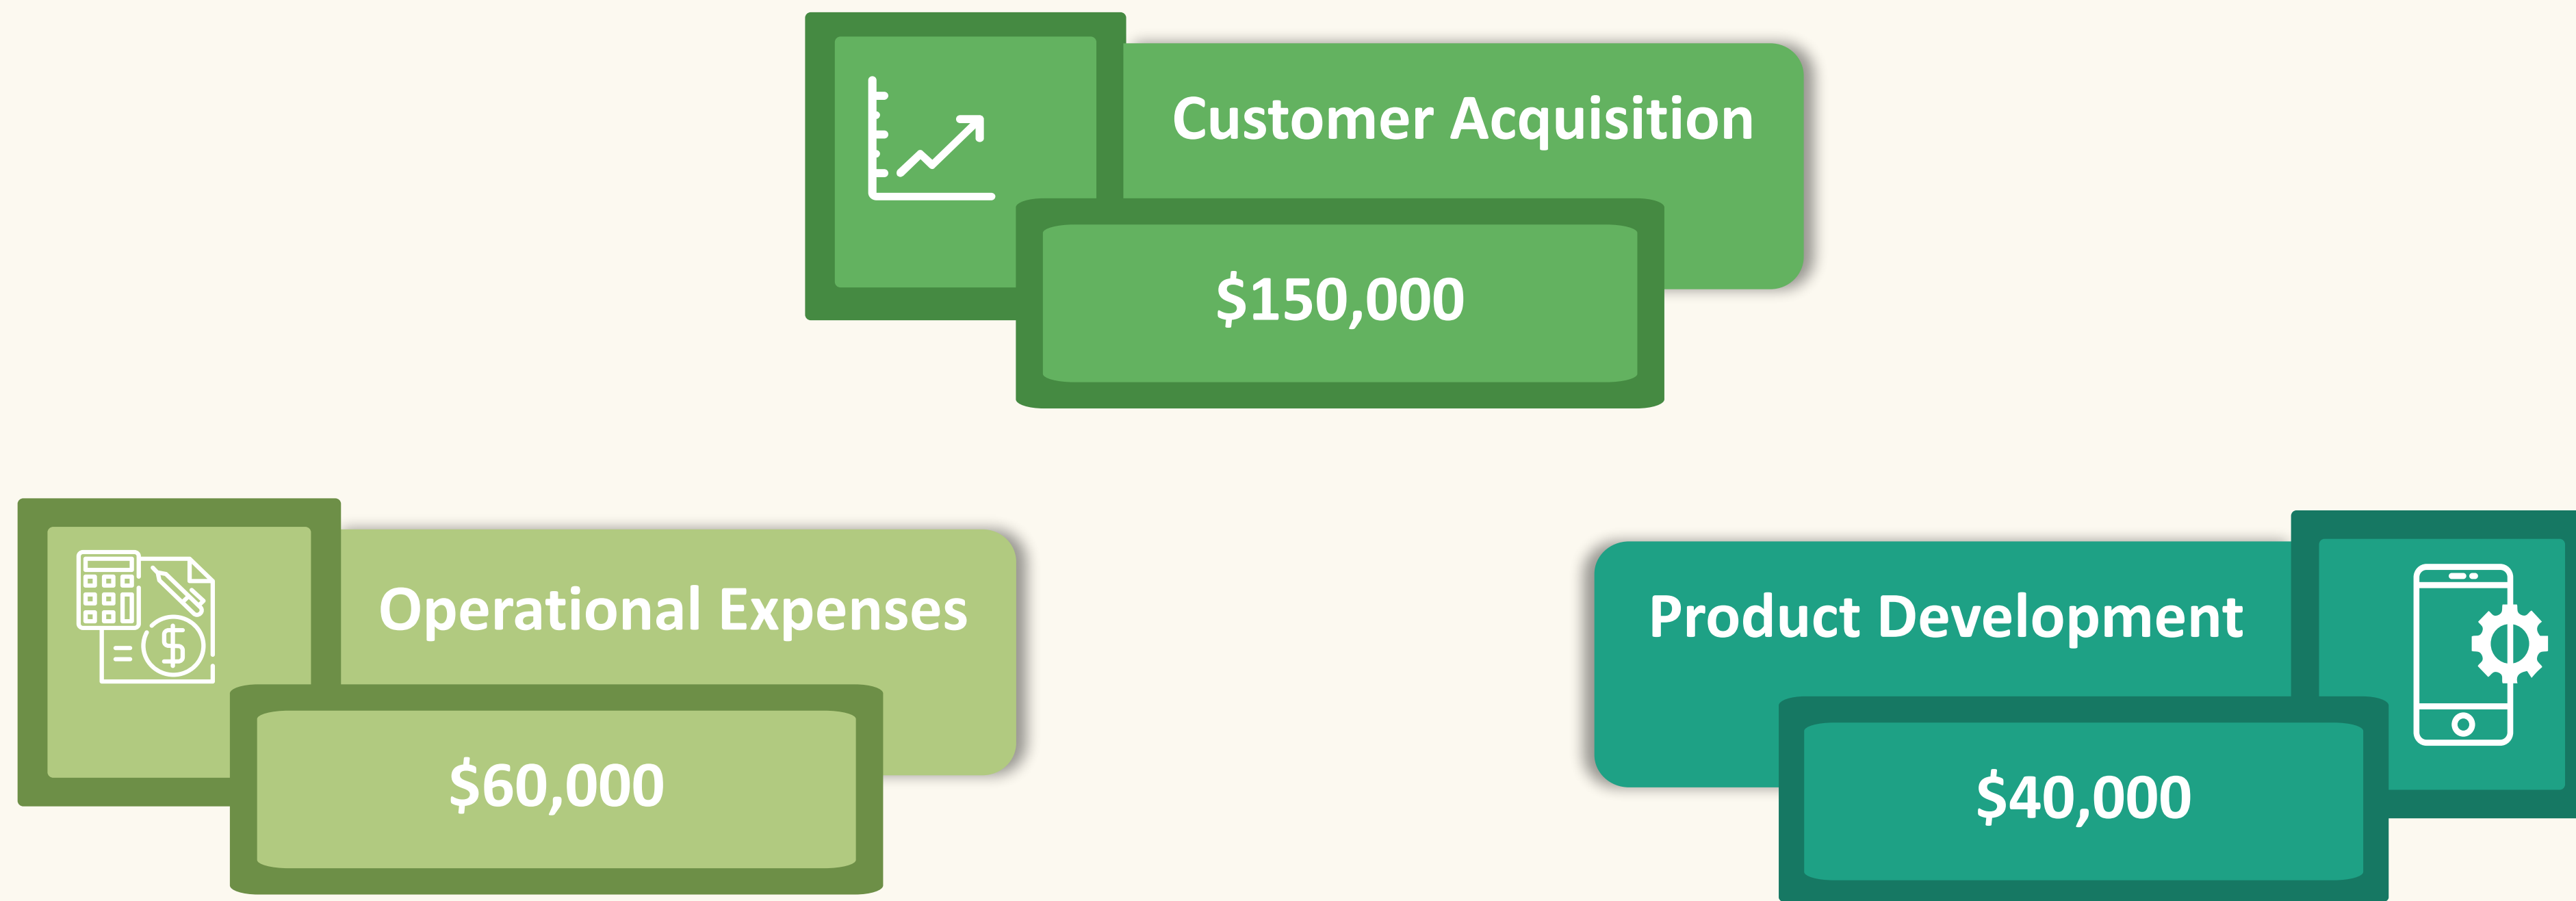 Customer Acquisition
$150,000
Operational Expenses
$60,000
Product Development
$40,000